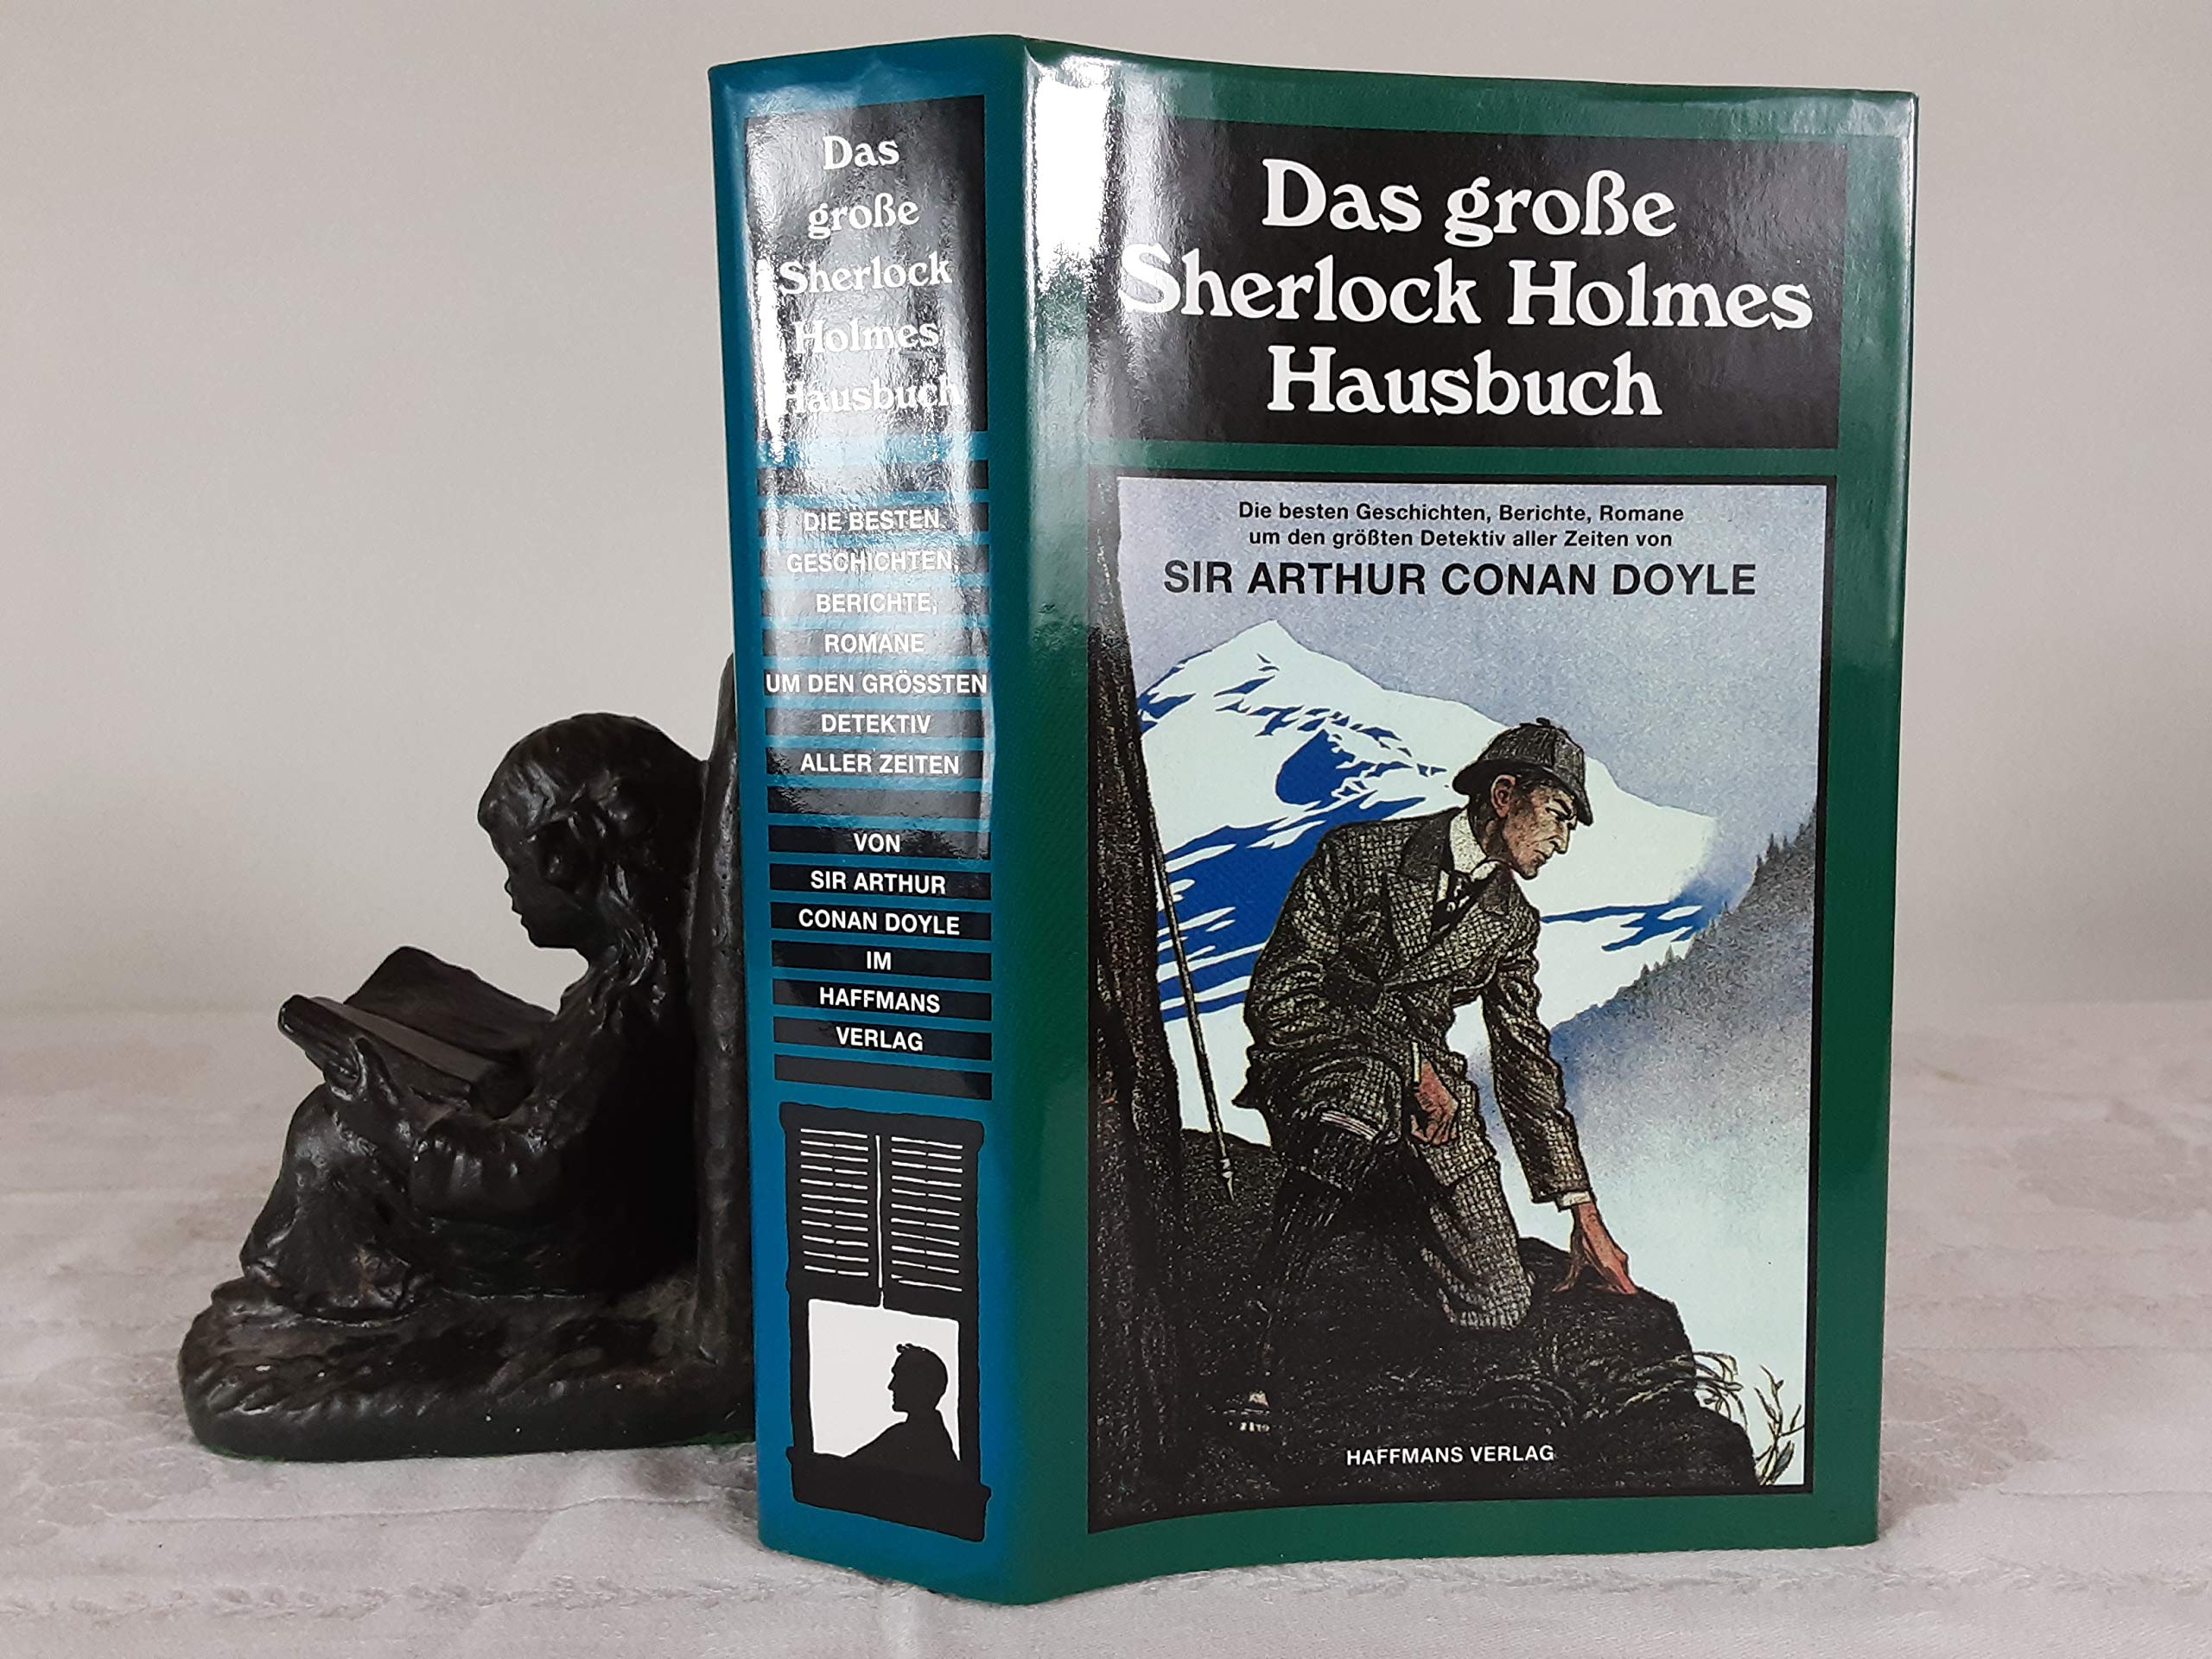 Das
große
Sherlock
Holmes
Hausbuch
DIE BESTEN
GESCHICHTEN,
BERICHTE,
ROMANE
UM DEN GRÖSSTEN
DETEKTIV
ALLER ZEITEN
VON
SIR ARTHUR
CONAN DOYLE
IM
HAFFMANS
VERLAG
Das große
Sherlock Holmes
Hausbuch
Die besten Geschichten, Berichte, Romane
um den größten Detektiv aller Zeiten von
SIR ARTHUR CONAN DOYLE
HAFFMANS VERLAG